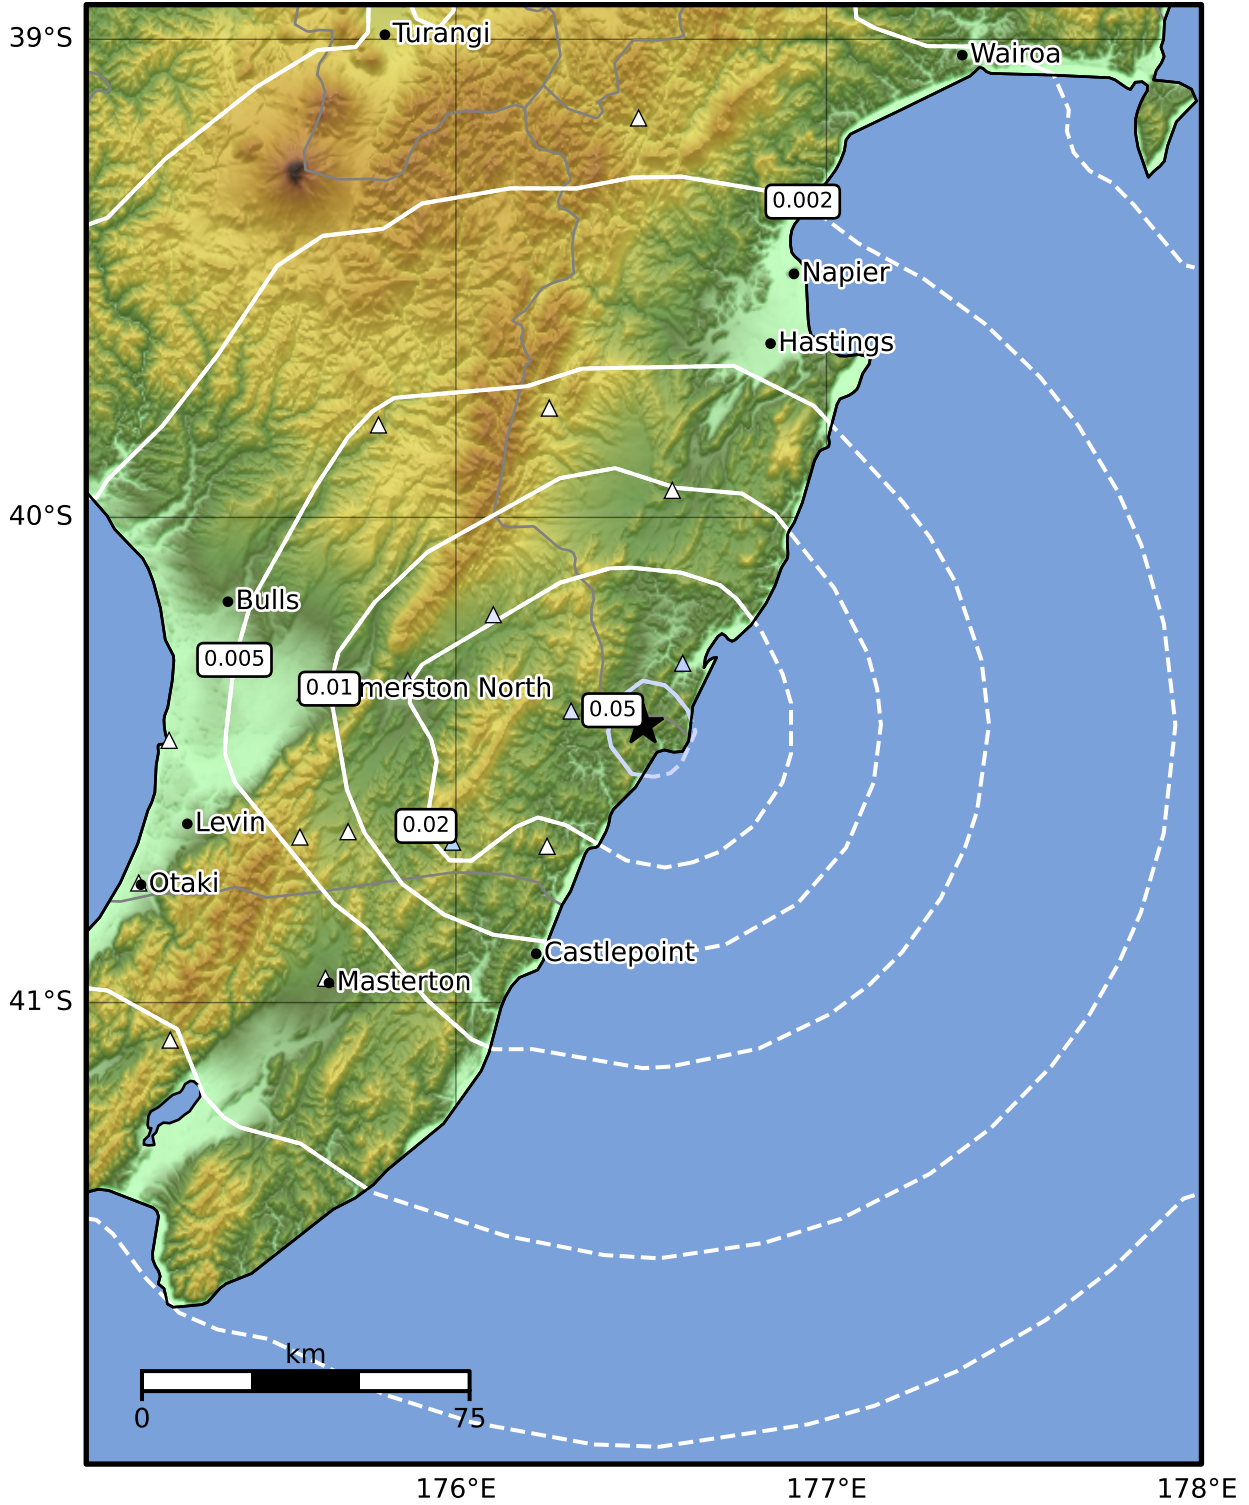 39°S
Turangi
Wairoa
0.002
Napier
Hastings
40°S
Bulls
0.005
0.01
merston North
0.05
0.02
Levin
Otaki
Castlepoint
Masterton
41°S
km
0
75
176°E
177°E
178°E